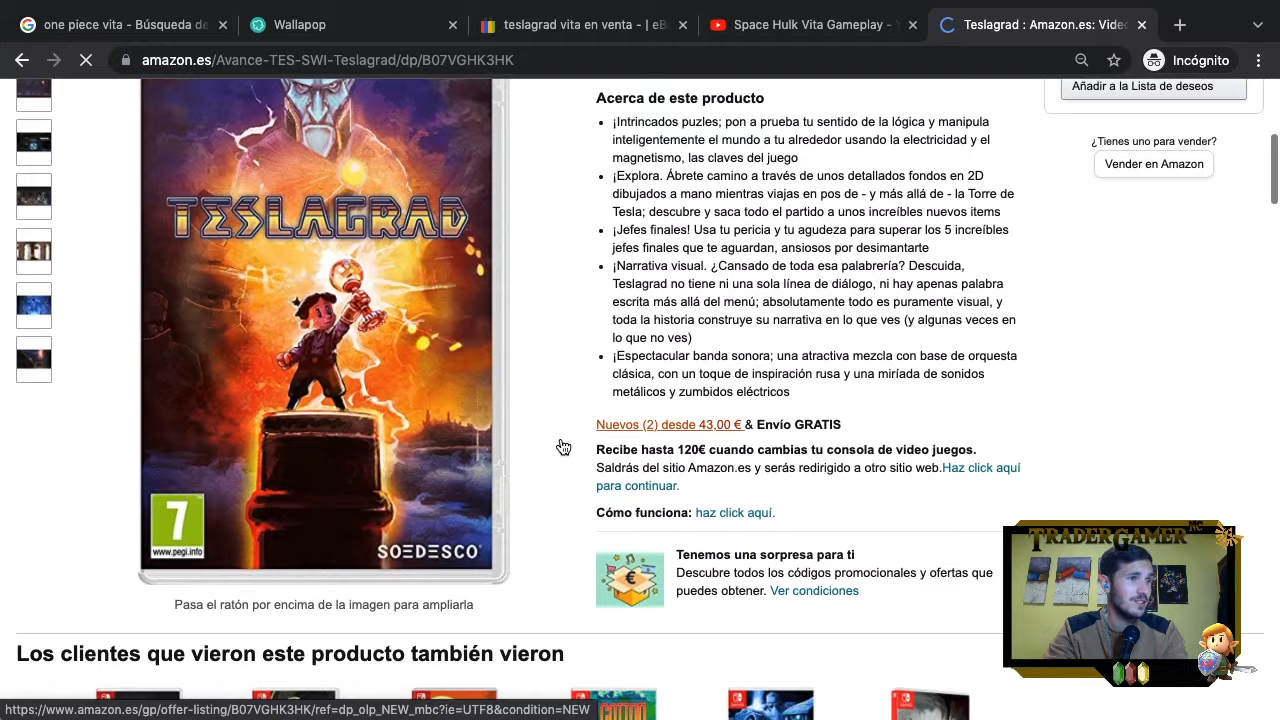 one piece vita - Búsqueda de
Wallapop
teslagrad vita en venta - | eB
Space Hulk Vita Gameplay -
Teslagrad : Amazon.es: Vide
amazon.es/Avance-TES-SWI-Teslagrad/dp/B07VGHK3HK
Incógnito
Añadir a la Lista de deseos
¿Tienes uno para vender?
Vender en Amazon
TESLAGRAD
7
www.pegi.info
SOEDESCO
Pasa el ratón por encima de la imagen para ampliarla
Acerca de este producto
¡Intrincados puzles; pon a prueba tu sentido de la lógica y manipula
inteligentemente el mundo a tu alrededor usando la electricidad y el
magnetismo, las claves del juego
¡Explora. Ábrete camino a través de unos detallados fondos en 2D
dibujados a mano mientras viajas en pos de - y más allá de - la Torre de
Tesla; descubre y saca todo el partido a unos increíbles nuevos items
¡Jefes finales! Usa tu pericia y tu agudeza para superar los 5 increíbles
jefes finales que te aguardan, ansiosos por desimantarte
¡Narrativa visual. ¿Cansado de toda esa palabrería? Descuida,
Teslagrad no tiene ni una sola línea de diálogo, ni hay apenas palabra
escrita más allá del menú; absolutamente todo es puramente visual, y
toda la historia construye su narrativa en lo que ves (y algunas veces en
lo que no ves)
¡Espectacular banda sonora; una atractiva mezcla con base de orquesta
clásica, con un toque de inspiración rusa y una miríada de sonidos
metálicos y zumbidos eléctricos
Nuevos (2) desde 43,00 € & Envío GRATIS
Recibe hasta 120€ cuando cambias tu consola de video juegos.
Saldrás del sitio Amazon.es y serás redirigido a otro sitio web.Haz click aquí
para continuar.
Cómo funciona: haz click aquí.
Tenemos una sorpresa para ti
Descubre todos los códigos promocionales y ofertas que
puedes obtener. Ver condiciones
TRADERGAMER
Los clientes que vieron este producto también vieron
https://www.amazon.es/gp/offer-listing/B07VGHK3HK/ref=dp_olp_NEW_mbc?ie=UTF8&condition=NEW